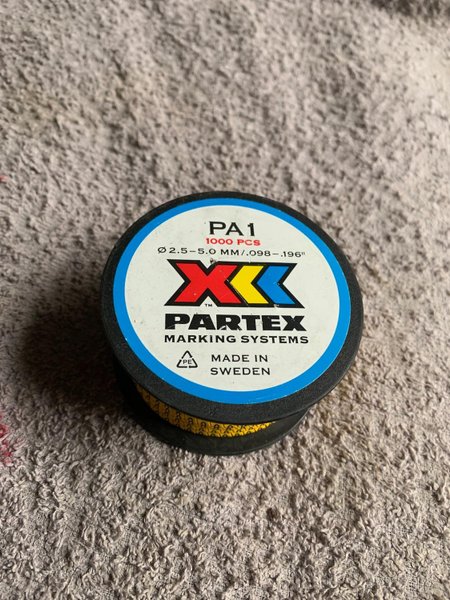 PA1
1000 PCS
Ø 2.5–5.0 MM/.098–.196"
™
PARTEX
MARKING SYSTEMS
PE
MADE IN
SWEDEN